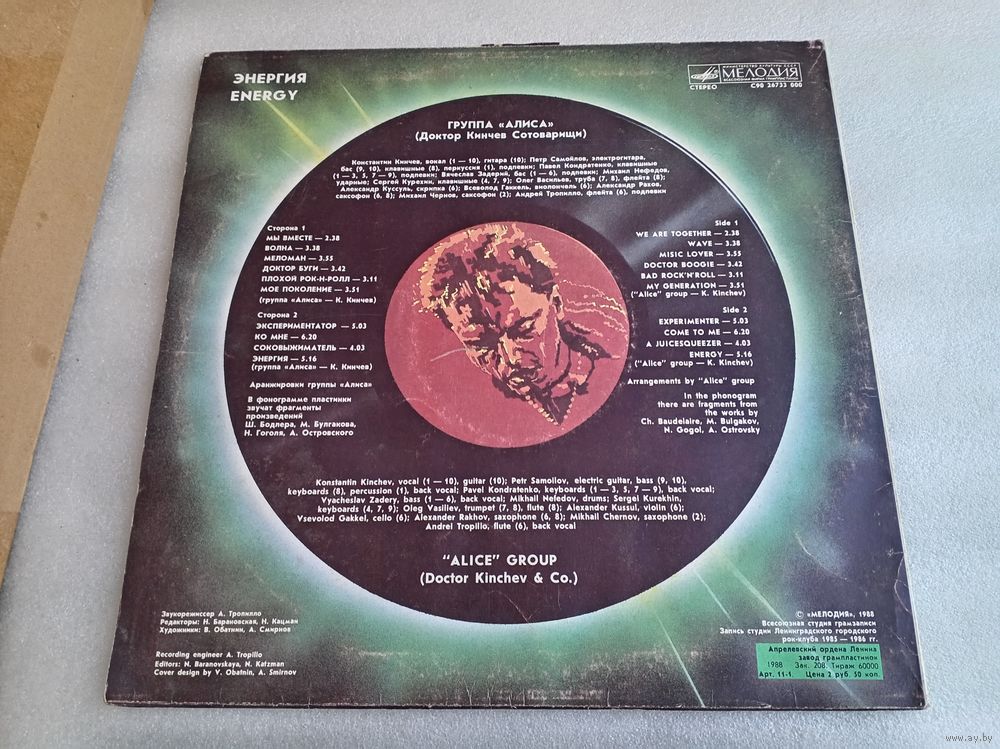 ЭНЕРГИЯ
ENERGY
МИНИСТЕРСТВО КУЛЬТУРЫ СССР
МЕЛОДИЯ
ВСЕСОЮЗНАЯ ФИРМА ГРАМПЛАСТИНОК
СТЕРЕО С90 26733 000
ГРУППА «АЛИСА»
(Доктор Кинчев Сотоварищи)
Константин Кинчев, вокал (1 — 10), гитара (10); Петр Самойлов, электрогитара,
бас (9, 10), клавишные (8), перкуссия (1), подпевки; Павел Кондратенко, клавишные
(1 — 3, 5, 7 — 9), подпевки; Вячеслав Задерий, бас (1 — 6), подпевки; Михаил Нефедов,
ударные; Сергей Курехин, клавишные (4, 7, 9); Олег Васильев, труба (7, 8), флейта (8);
Александр Куссуль, скрипка (6); Всеволод Гаккель, виолончель (6); Александр Рахов,
саксофон (6, 8); Михаил Чернов, саксофон (2); Андрей Тропилло, флейта (6), подпевки
Сторона 1
МЫ ВМЕСТЕ — 2.38
ВОЛНА — 3.38
МЕЛОМАН — 3.55
ДОКТОР БУГИ — 3.42
ПЛОХОЙ РОК-Н-РОЛЛ — 3.11
МОЕ ПОКОЛЕНИЕ — 3.51
(группа «Алиса» — К. Кинчев)
Сторона 2
ЭКСПЕРИМЕНТАТОР — 5.03
КО МНЕ — 6.20
СОКОВЫЖИМАТЕЛЬ — 4.03
ЭНЕРГИЯ — 5.16
(группа «Алиса» — К. Кинчев)
Аранжировки группы «Алиса»
В фонограмме пластинки
звучат фрагменты
произведений
Ш. Бодлера, М. Булгакова,
Н. Гоголя, А. Островского
Side 1
WE ARE TOGETHER — 2.38
WAVE — 3.38
MISIC LOVER — 3.55
DOCTOR BOOGIE — 3.42
BAD ROCK'N'ROLL — 3.11
MY GENERATION — 3.51
("Alice" group — K. Kinchev)
Side 2
EXPERIMENTER — 5.03
COME TO ME — 6.20
A JUICESQUEEZER — 4.03
ENERGY — 5.16
("Alice" group — K. Kinchev)
Arrangements by "Alice" group
In the phonogram
there are fragments from
the works by
Ch. Baudelaire, M. Bulgakov,
N. Gogol, A. Ostrovsky
Konstantin Kinchev, vocal (1 — 10), guitar (10); Petr Samoilov, electric guitar, bass (9, 10),
keyboards (8), percussion (1), back vocal; Pavel Kondratenko, keyboards (1 — 3, 5, 7 — 9), back vocal;
Vyacheslav Zadery, bass (1 — 6), back vocal; Mikhail Nefedov, drums; Sergei Kurekhin,
keyboards (4, 7, 9); Oleg Vasiliev, trumpet (7, 8), flute (8); Alexander Kussul, violin (6);
Vsevolod Gakkel, cello (6); Alexander Rakhov, saxophone (6, 8); Mikhail Chernov, saxophone (2);
Andrei Tropillo, flute (6), back vocal
"ALICE" GROUP
(Doctor Kinchev & Co.)
Звукорежиссер А. Тропилло
Редакторы: Н. Барановская, Н. Кацман
Художники: В. Обатнин, А. Смирнов
Recording engineer A. Tropillo
Editors: N. Baranovskaya, N. Katzman
Cover design by V. Obatnin, A. Smirnov
© «МЕЛОДИЯ», 1988
Всесоюзная студия грамзаписи
Запись студии Ленинградского городского
рок-клуба 1985 — 1986 гг.
Апрелевский ордена Ленина
завод грампластинок
1988 Зак. 208. Тираж 60000
Арт. 11-1. Цена 2 руб. 50 коп.
www.ay.by